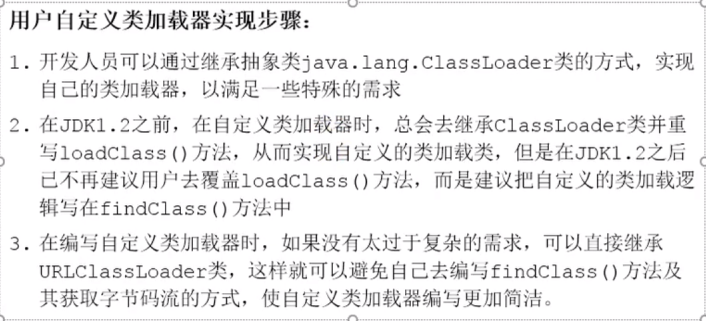 用户自定义类加载器实现步骤：
1. 开发人员可以通过继承抽象类java.lang.ClassLoader类的方式，实现
自己的类加载器，以满足一些特殊的需求
2. 在JDK1.2之前，在自定义类加载器时，总会去继承ClassLoader类并重
写loadClass()方法，从而实现自定义的类加载类，但是在JDK1.2之后
已不再建议用户去覆盖loadClass()方法，而是建议把自定义的类加载逻
辑写在findClass()方法中
3. 在编写自定义类加载器时，如果没有太过于复杂的需求，可以直接继承
URLClassLoader类，这样就可以避免自己去编写findClass()方法及
其获取字节码流的方式，使自定义类加载器编写更加简洁。